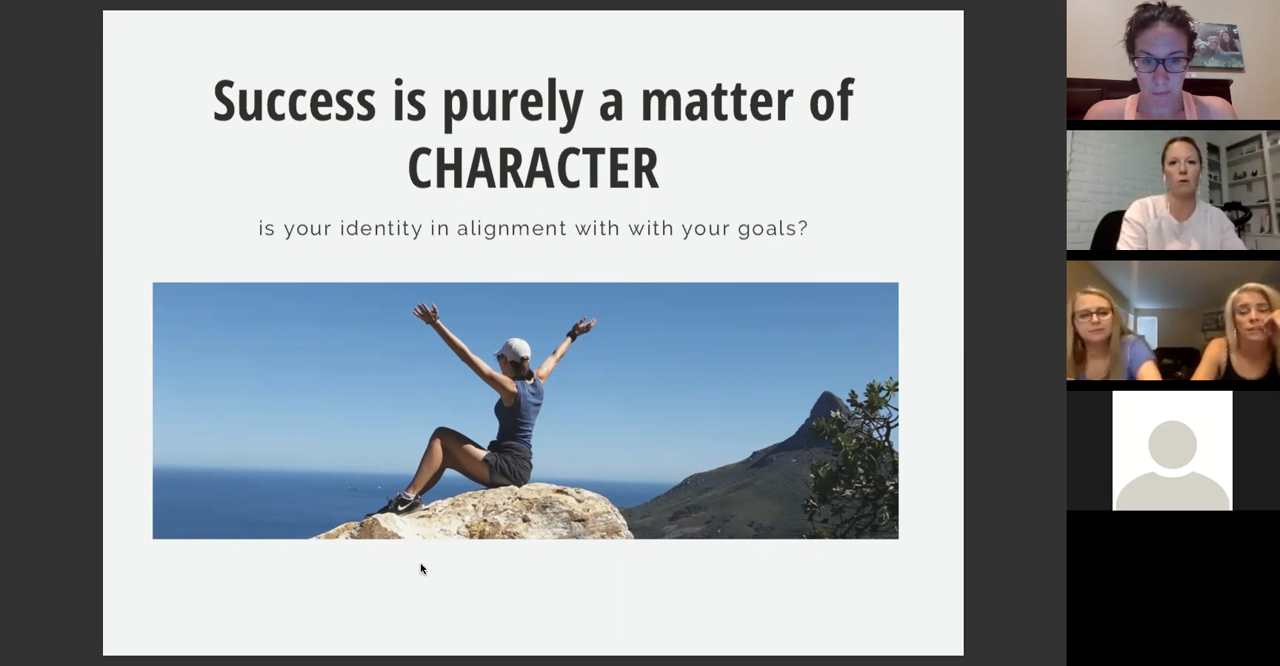 Success is purely a matter of
CHARACTER
is your identity in alignment with with your goals?